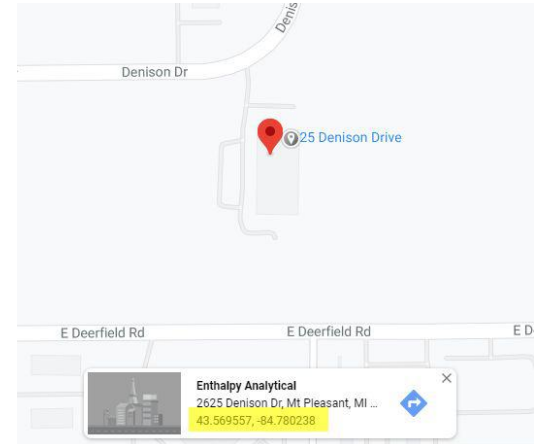 Denis
Denison Dr
25 Denison Drive
E Deerfield Rd
E Deerfield Rd
E D
Enthalpy Analytical
2625 Denison Dr, Mt Pleasant, MI ...
43.569557, -84.780238